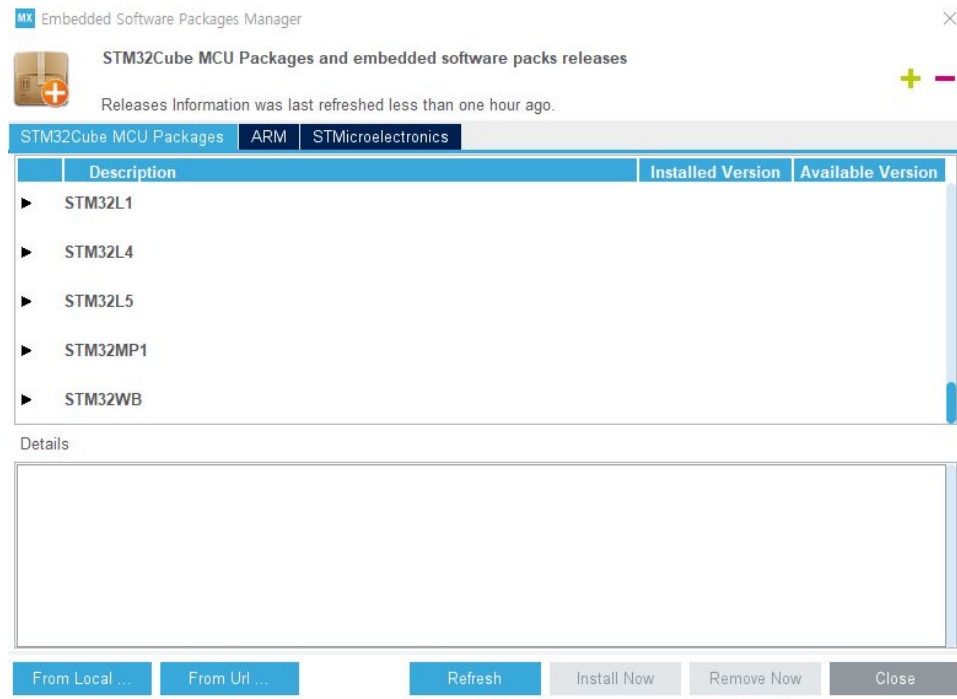 MX Embedded Software Packages Manager
STM32Cube MCU Packages and embedded software packs releases
Releases Information was last refreshed less than one hour ago.
STM32Cube MCU Packages ARM STMicroelectronics
Description Installed Version Available Version
STM32L1
STM32L4
STM32L5
STM32MP1
STM32WB
Details
From Local ... From Url ... Refresh Install Now Remove Now Close